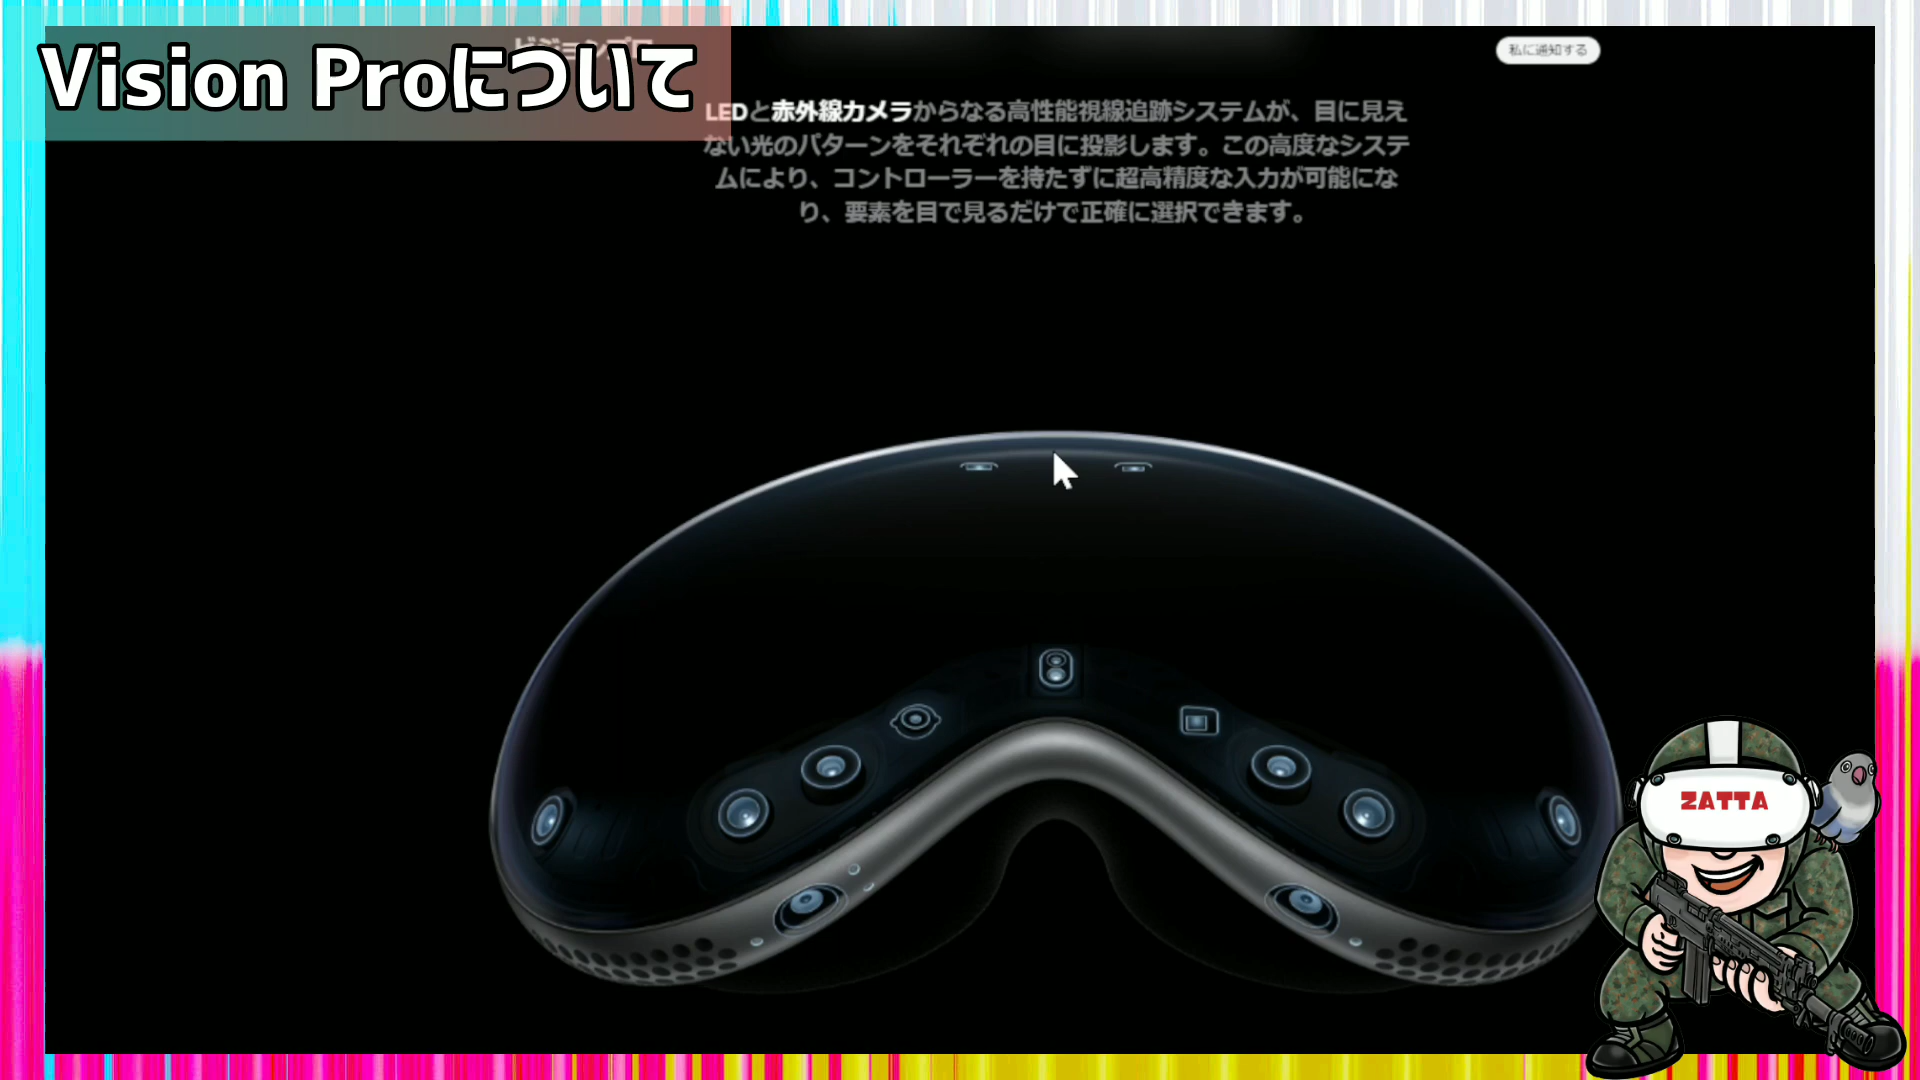 Vision Proについて
ビジョンプロ
私に通知する
LEDと赤外線カメラからなる高性能視線追跡システムが、目に見え
ない光のパターンをそれぞれの目に投影します。この高度なシステ
ムにより、コントローラーを持たずに超高精度な入力が可能にな
り、要素を目で見るだけで正確に選択できます。
ZATTA